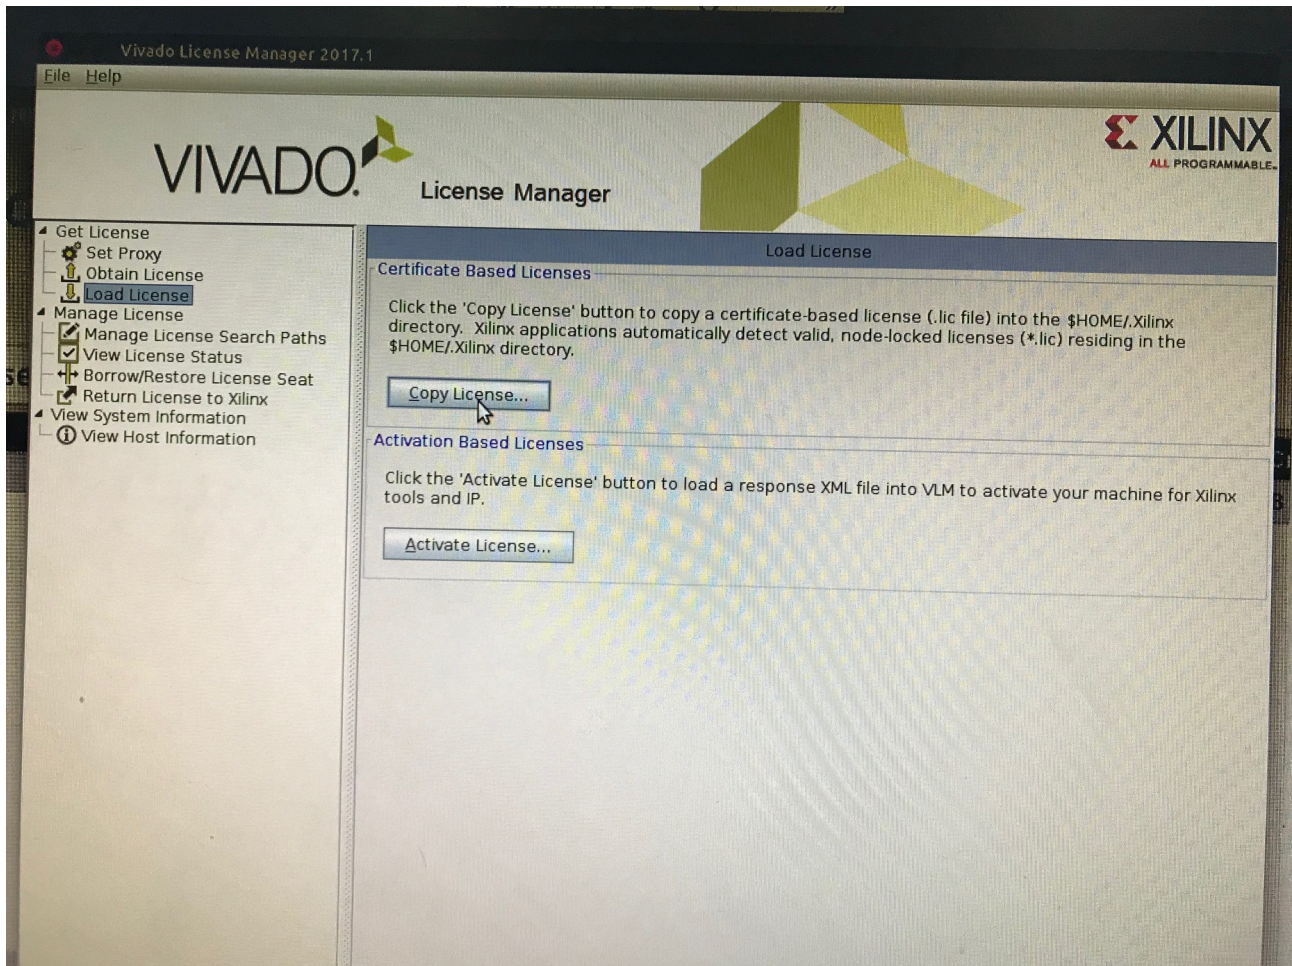 Vivado License Manager 2017.1
File Help
VIVADO.
License Manager
XILINX
ALL PROGRAMMABLE.
Get License
Set Proxy
Obtain License
Load License
Manage License
Manage License Search Paths
View License Status
Borrow/Restore License Seat
Return License to Xilinx
View System Information
View Host Information
Load License
Certificate Based Licenses
Click the 'Copy License' button to copy a certificate-based license (.lic file) into the $HOME/.Xilinx
directory. Xilinx applications automatically detect valid, node-locked licenses (*.lic) residing in the
$HOME/.Xilinx directory.
Copy License...
Activation Based Licenses
Click the 'Activate License' button to load a response XML file into VLM to activate your machine for Xilinx
tools and IP.
Activate License...